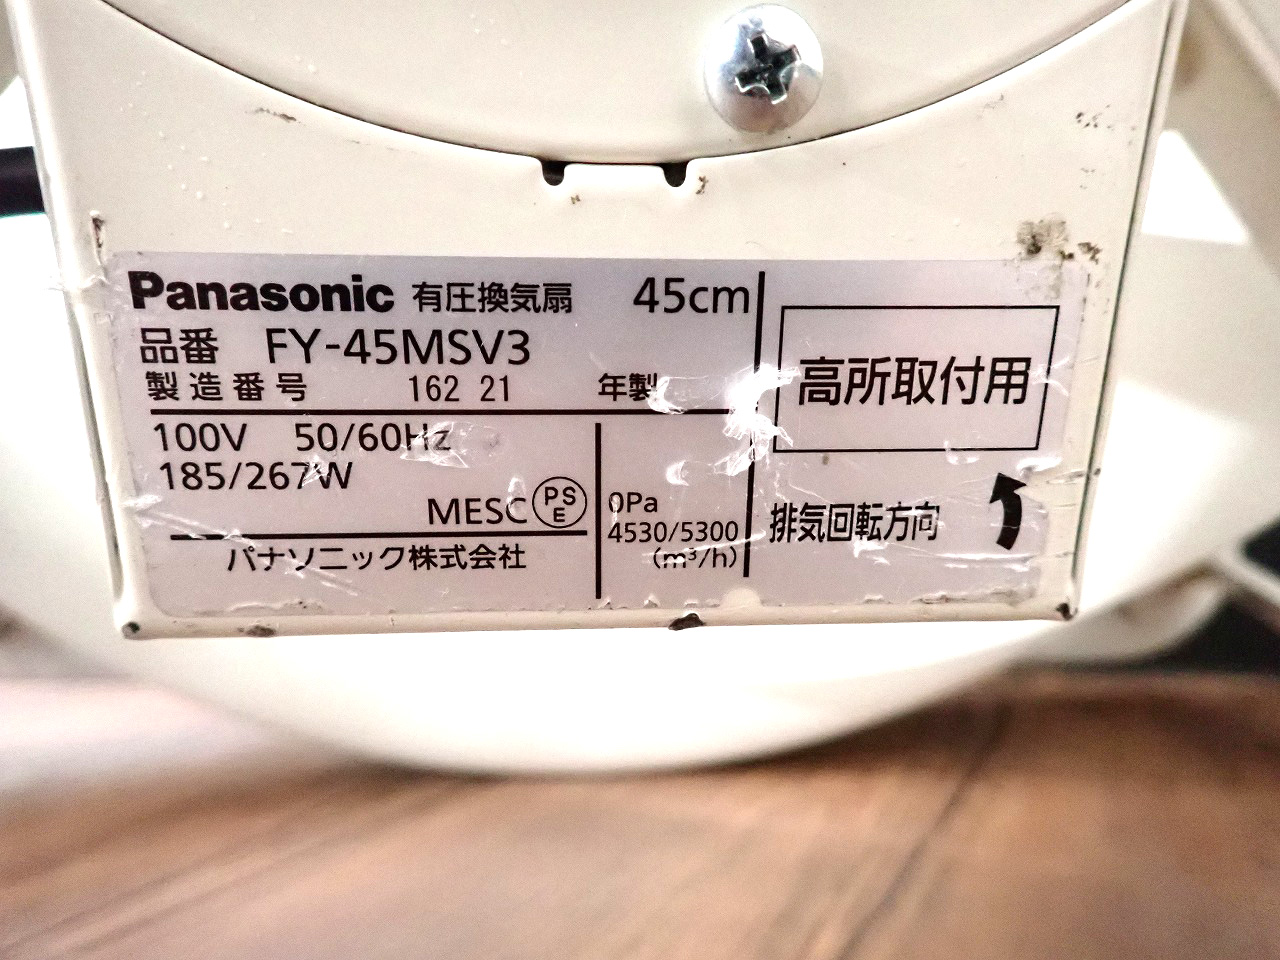 Panasonic 有圧換気扇 45cm
品番 FY-45MSV3
製造番号 162 21 年製
100V 50/60Hz
185/267W
MESC PSE
パナソニック株式会社
0Pa
4530/5300
(m³/h)
高所取付用
排気回転方向